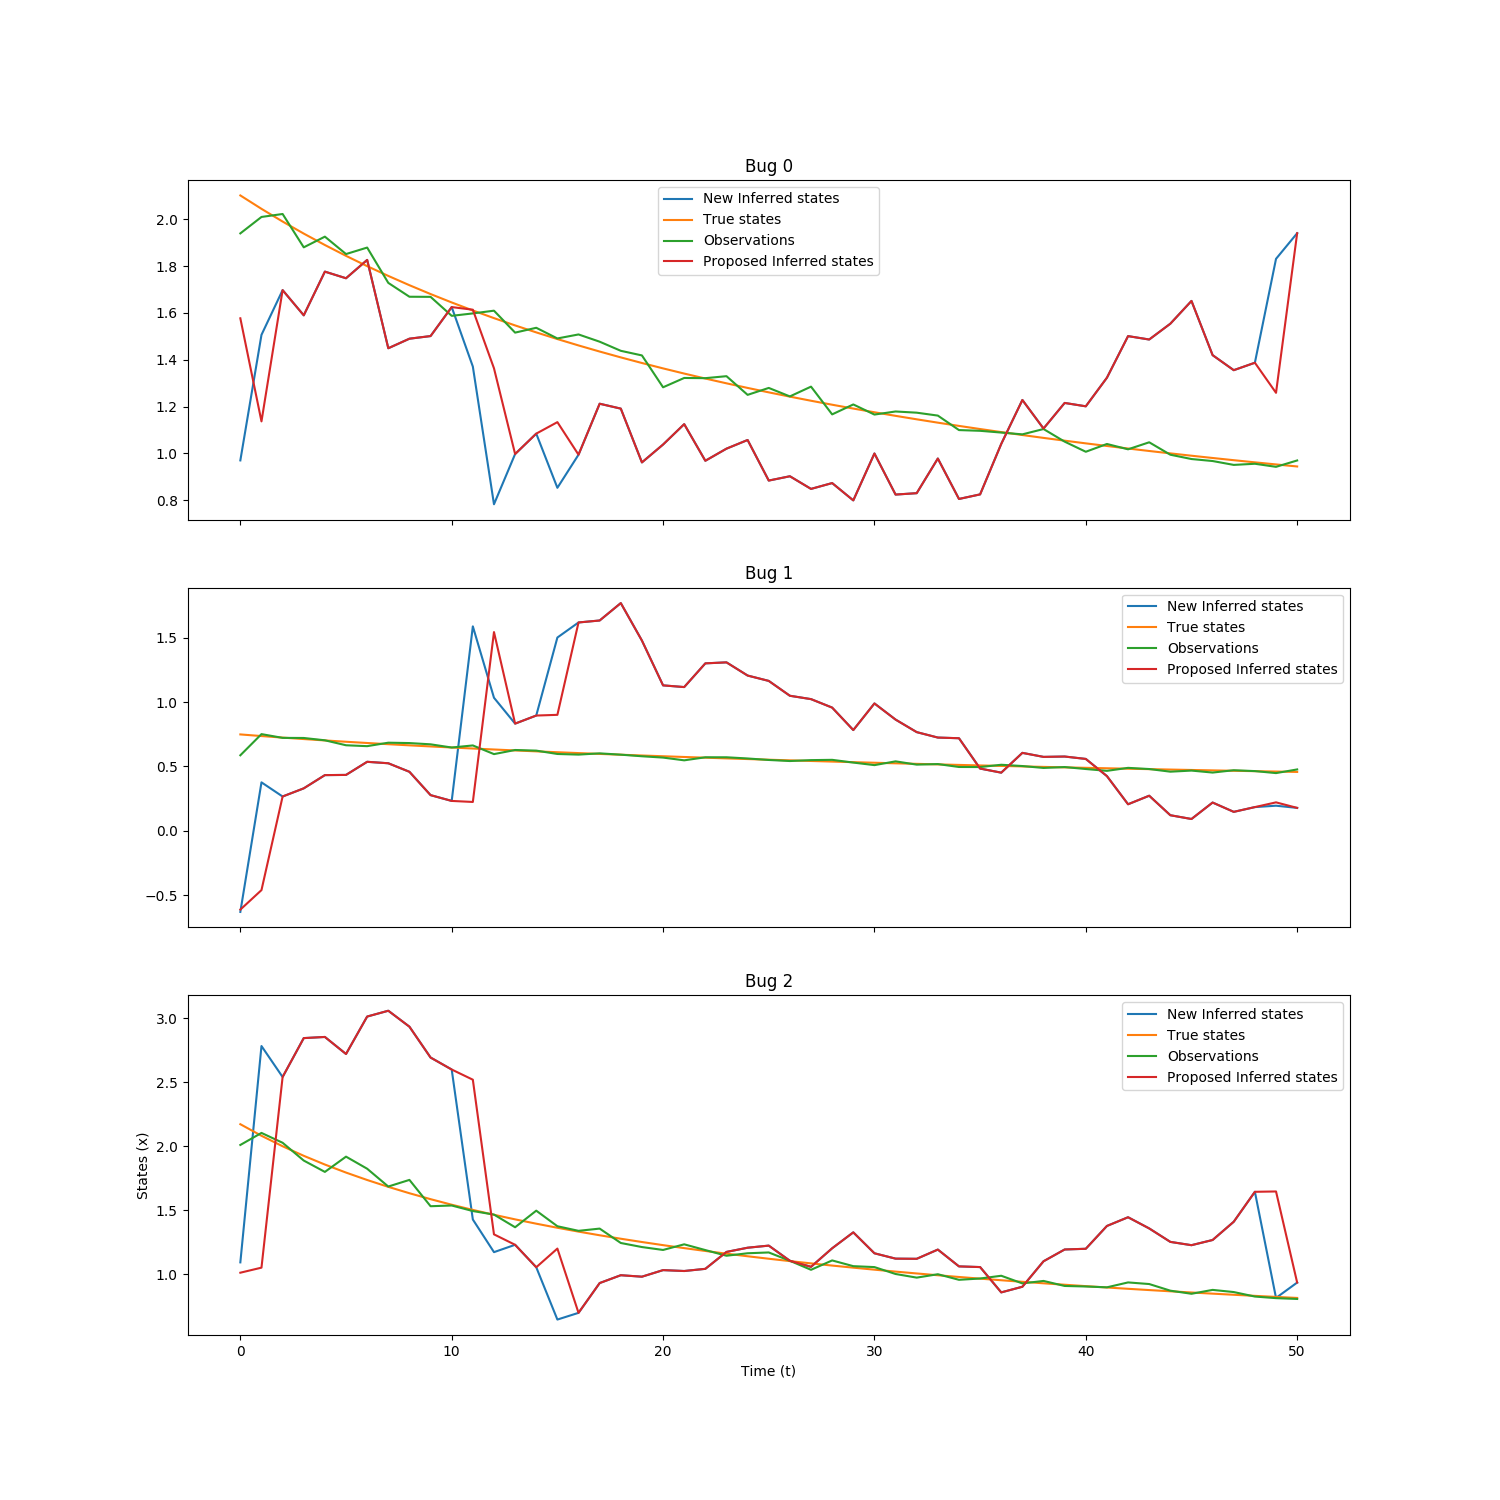 Bug 0
New Inferred states
True states
Observations
Proposed Inferred states
2.0
1.8
1.6
1.4
1.2
1.0
0.8
Bug 1
New Inferred states
True states
Observations
Proposed Inferred states
1.5
1.0
0.5
0.0
−0.5
Bug 2
New Inferred states
True states
Observations
Proposed Inferred states
3.0
2.5
2.0
1.5
1.0
States (x)
0 10 20 30 40 50
Time (t)